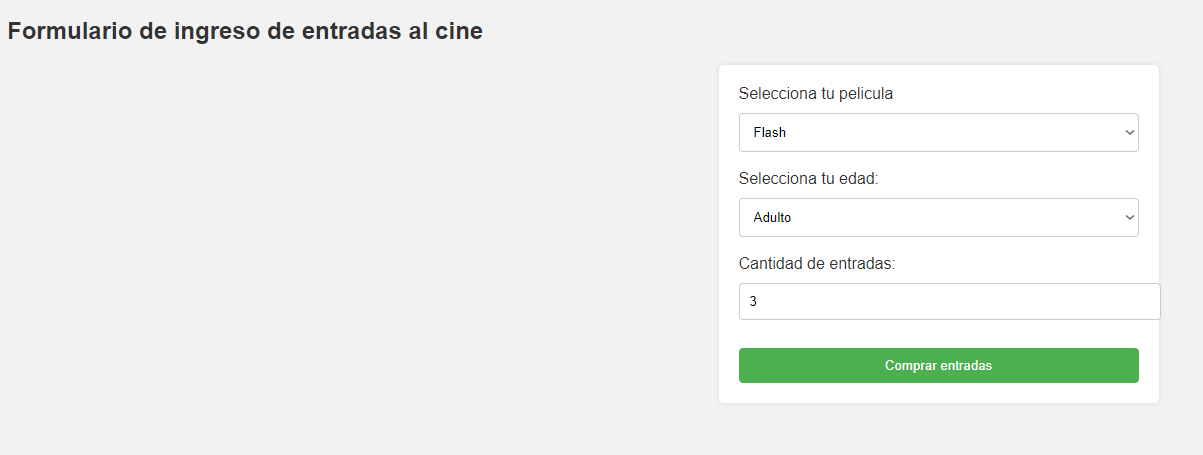 Formulario de ingreso de entradas al cine
Selecciona tu pelicula
Flash
Selecciona tu edad:
Adulto
Cantidad de entradas:
3
Comprar entradas